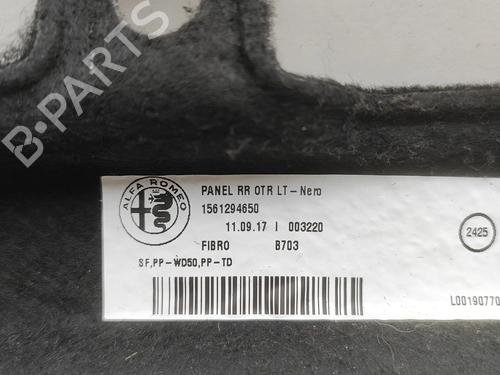 B-PARTS
ALFA ROMEO
PANEL RR OTR LT-Nero
1561294650
11.09.17 | 003220
FIBRO B703
SF,PP-WD50,PP-TD
2425
L00190770